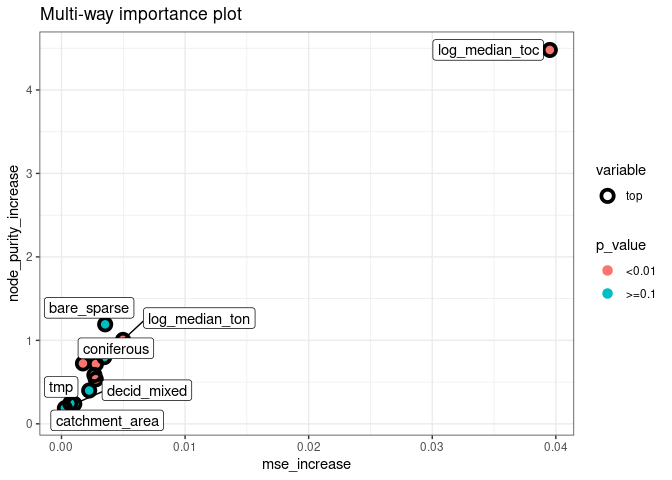 Multi-way importance plot
log_median_toc
4
3
2
1
0
node_purity_increase
bare_sparse
log_median_ton
coniferous
tmp
decid_mixed
catchment_area
0.00
0.01
0.02
0.03
0.04
mse_increase
variable
top
p_value
<0.01
>=0.1